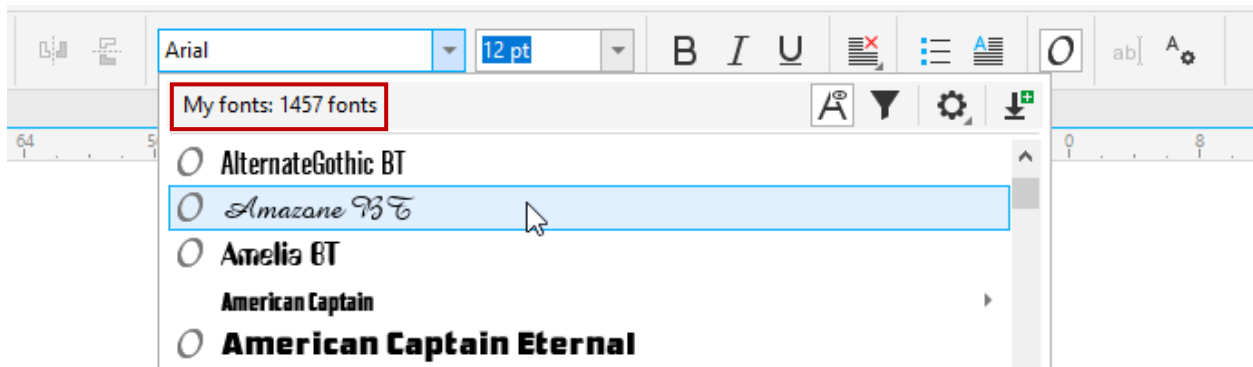 Arial 12 pt B I U A O ab A
My fonts: 1457 fonts A
64 5 0 8
O AlternateGothic BT
O Amazone BT
O Amelia BT
American Captain
O American Captain Eternal